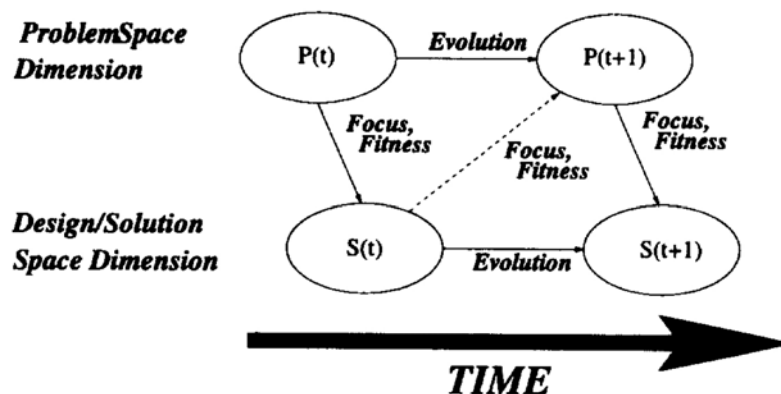 ProblemSpace
Dimension
P(t)
Evolution
P(t+1)
Focus,
Fitness
Focus,
Fitness
Focus,
Fitness
Design/Solution
Space Dimension
S(t)
Evolution
S(t+1)
TIME